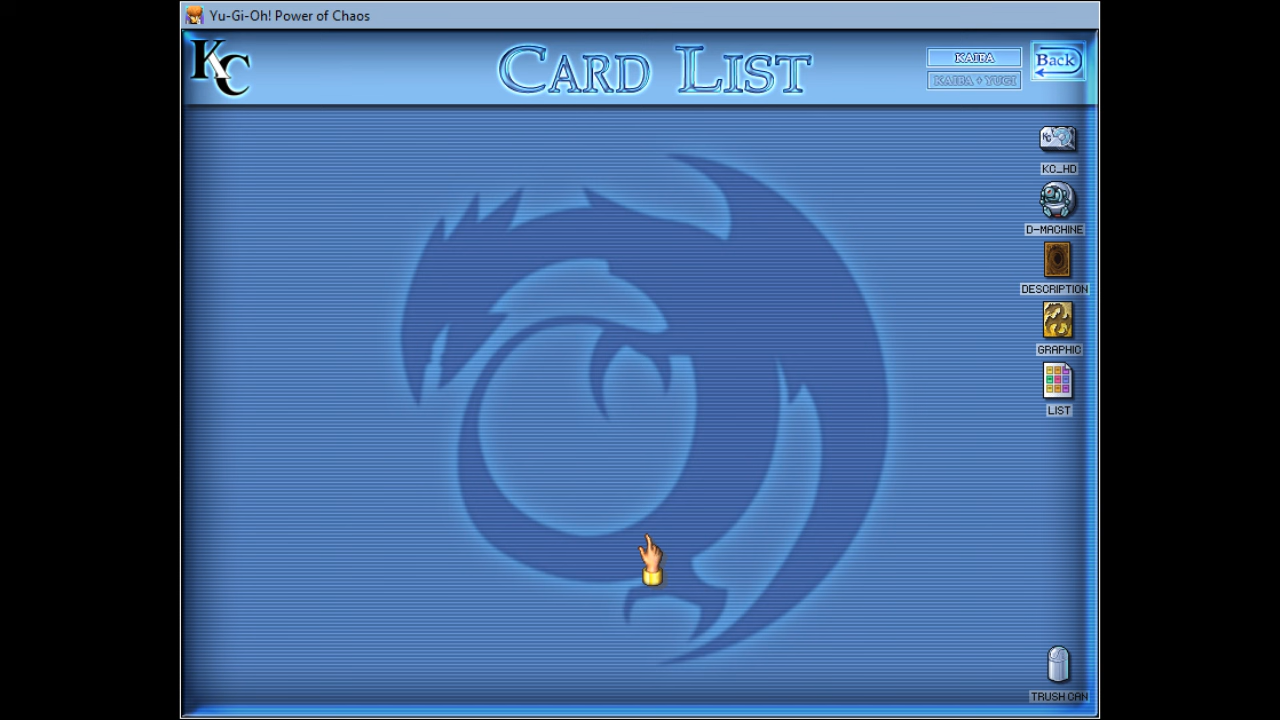 Yu-Gi-Oh! Power of Chaos
KC
CARD LIST
KAIBA
KAIBA + YUGI
Back
KC
KC_HD
D-MACHINE
DESCRIPTION
GRAPHIC
LIST
TRUSH CAN